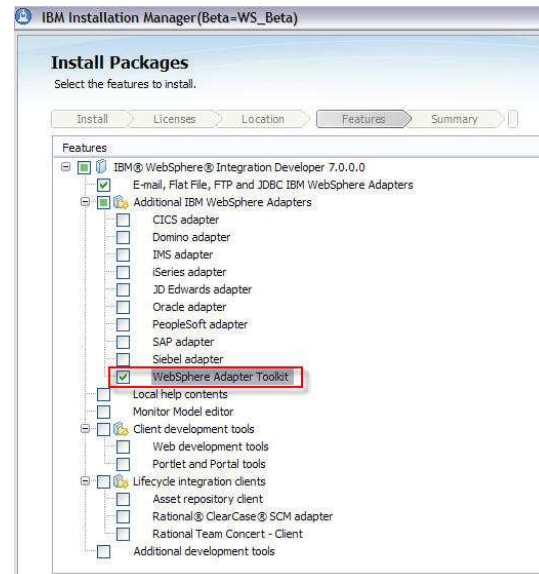 IBM Installation Manager(Beta=WS_Beta)
Install Packages
Select the features to install.
Install Licenses Location Features Summary
Features
IBM® WebSphere® Integration Developer 7.0.0.0
E-mail, Flat File, FTP and JDBC IBM WebSphere Adapters
Additional IBM WebSphere Adapters
CICS adapter
Domino adapter
IMS adapter
iSeries adapter
JD Edwards adapter
Oracle adapter
PeopleSoft adapter
SAP adapter
Siebel adapter
WebSphere Adapter Toolkit
Local help contents
Monitor Model editor
Client development tools
Web development tools
Portlet and Portal tools
Lifecycle integration clients
Asset repository client
Rational® ClearCase® SCM adapter
Rational Team Concert - Client
Additional development tools